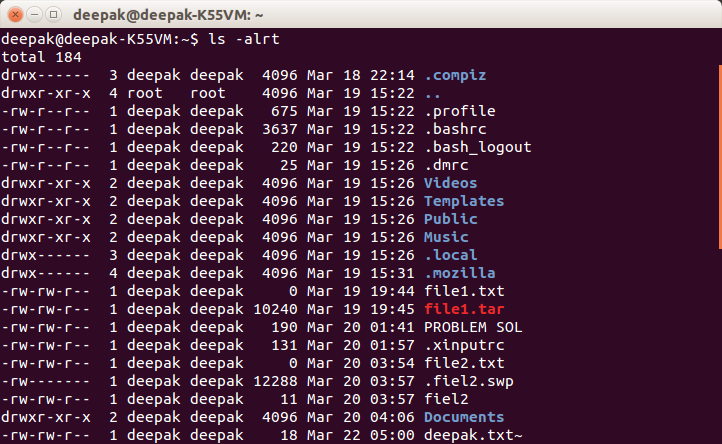 deepak@deepak-K55VM: ~
deepak@deepak-K55VM:~$ ls -alrt
total 184
drwx------  3 deepak deepak  4096 Mar 18 22:14 .compiz
drwxr-xr-x  4 root   root    4096 Mar 19 15:22 ..
-rw-r--r--  1 deepak deepak   675 Mar 19 15:22 .profile
-rw-r--r--  1 deepak deepak  3637 Mar 19 15:22 .bashrc
-rw-r--r--  1 deepak deepak   220 Mar 19 15:22 .bash_logout
-rw-r--r--  1 deepak deepak    25 Mar 19 15:26 .dmrc
drwxr-xr-x  2 deepak deepak  4096 Mar 19 15:26 Videos
drwxr-xr-x  2 deepak deepak  4096 Mar 19 15:26 Templates
drwxr-xr-x  2 deepak deepak  4096 Mar 19 15:26 Public
drwxr-xr-x  2 deepak deepak  4096 Mar 19 15:26 Music
drwx------  3 deepak deepak  4096 Mar 19 15:26 .local
drwx------  4 deepak deepak  4096 Mar 19 15:31 .mozilla
-rw-rw-r--  1 deepak deepak     0 Mar 19 19:44 file1.txt
-rw-rw-r--  1 deepak deepak 10240 Mar 19 19:45 file1.tar
-rw-rw-r--  1 deepak deepak   190 Mar 20 01:41 PROBLEM SOL
-rw-rw-r--  1 deepak deepak   131 Mar 20 01:57 .xinputrc
-rw-rw-r--  1 deepak deepak     0 Mar 20 03:54 file2.txt
-rw-------  1 deepak deepak 12288 Mar 20 03:57 .fiel2.swp
-rw-rw-r--  1 deepak deepak    11 Mar 20 03:57 fiel2
drwxr-xr-x  2 deepak deepak  4096 Mar 20 04:06 Documents
-rw-rw-r--  1 deepak deepak    18 Mar 22 05:00 deepak.txt~